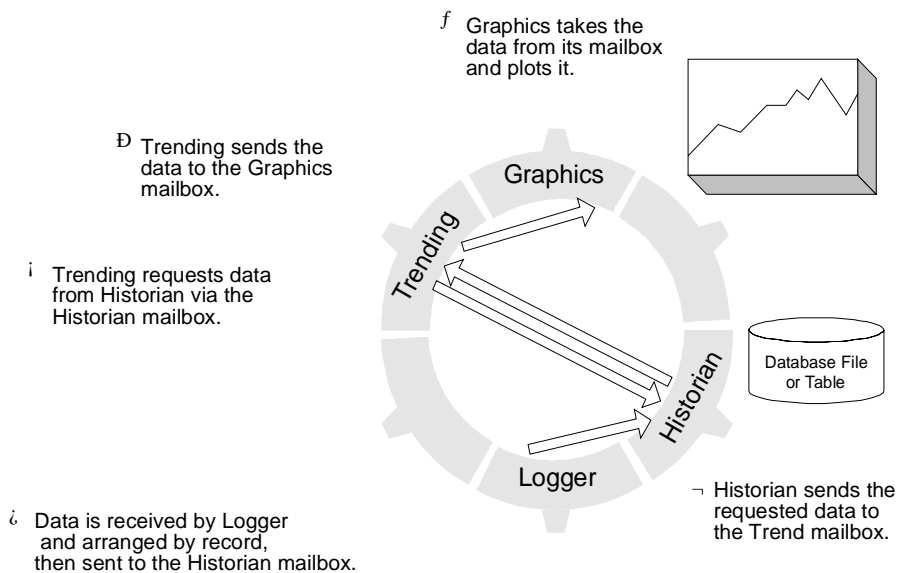 ƒ Graphics takes the
data from its mailbox
and plots it.
Ð Trending sends the
data to the Graphics
mailbox.
Graphics
Trending
¡ Trending requests data
from Historian via the
Historian mailbox.
Database File
or Table
Historian
Logger
¬ Historian sends the
requested data to
the Trend mailbox.
¿ Data is received by Logger
and arranged by record,
then sent to the Historian mailbox.